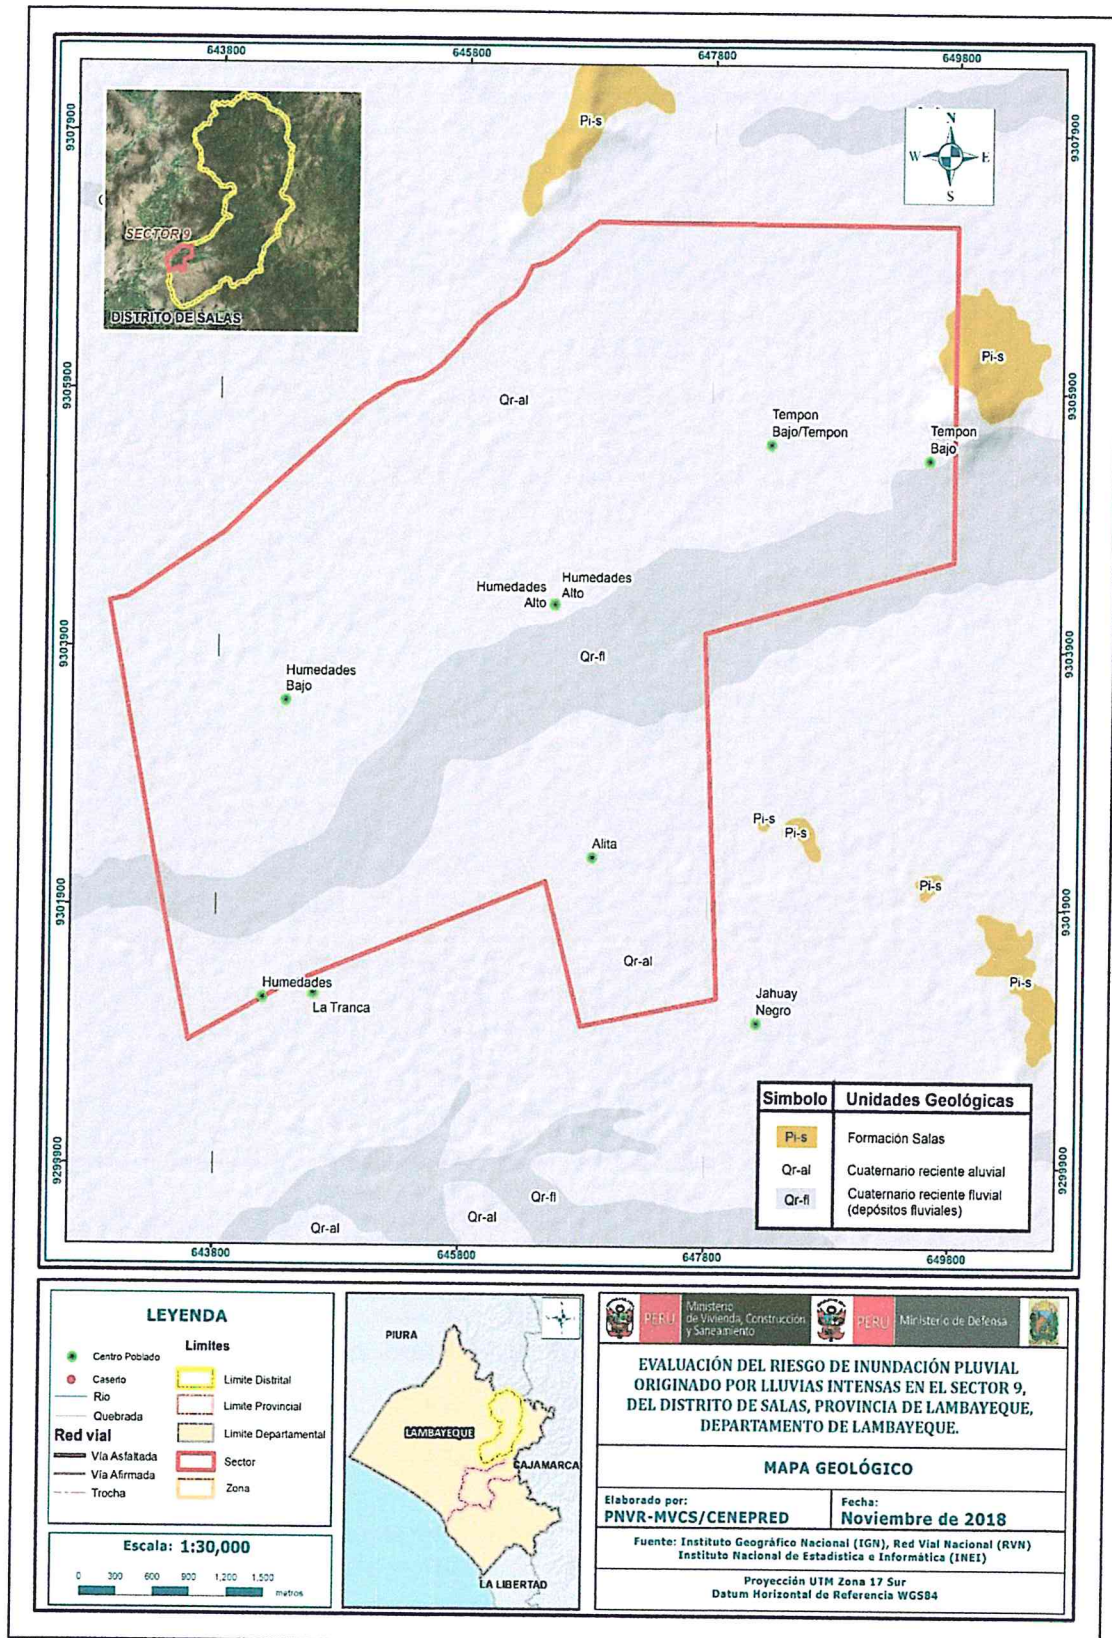 643800
645800
647800
649800
9307900
9307900
Pi-s
N
W
E
S
SECTOR 9
DISTRITO DE SALAS
Pi-s
9305900
9305900
Qr-al
Tempon
Bajo/Tempon
Tempon
Bajo
Humedades
Alto
Humedades
Alto
9303900
9303900
Qr-fl
Humedades
Bajo
Pi-s
Pi-s
Alita
Pi-s
9301900
9301900
Qr-al
Pi-s
Humedades
La Tranca
Jahuay
Negro
Simbolo
Unidades Geológicas
Pi-s
Formación Salas
Qr-al
Cuaternario reciente aluvial
Qr-fl
Cuaternario reciente fluvial
(depósitos fluviales)
9299900
9299900
Qr-fl
Qr-al
Qr-al
643800
645800
647800
649800
LEYENDA
Limites
Centro Poblado
Caserio
Rio
Quebrada
Red vial
Vía Asfaltada
Vía Afirmada
Trocha
Limite Distrital
Limite Provincial
Limite Departamental
Sector
Zona
Escala: 1:30,000
0 300 600 900 1,200 1,500
metros
PIURA
LAMBAYEQUE
CAJAMARCA
LA LIBERTAD
PERÚ
Ministerio
de Vivienda, Construcción
y Saneamiento
PERÚ
Ministerio de Defensa
EVALUACIÓN DEL RIESGO DE INUNDACIÓN PLUVIAL
ORIGINADO POR LLUVIAS INTENSAS EN EL SECTOR 9,
DEL DISTRITO DE SALAS, PROVINCIA DE LAMBAYEQUE,
DEPARTAMENTO DE LAMBAYEQUE.
MAPA GEOLÓGICO
Elaborado por:
PNVR-MVCS/CENEPRED
Fecha:
Noviembre de 2018
Fuente: Instituto Geográfico Nacional (IGN), Red Vial Nacional (RVN)
Instituto Nacional de Estadística e Informática (INEI)
Proyección UTM Zona 17 Sur
Datum Horizontal de Referencia WGS84